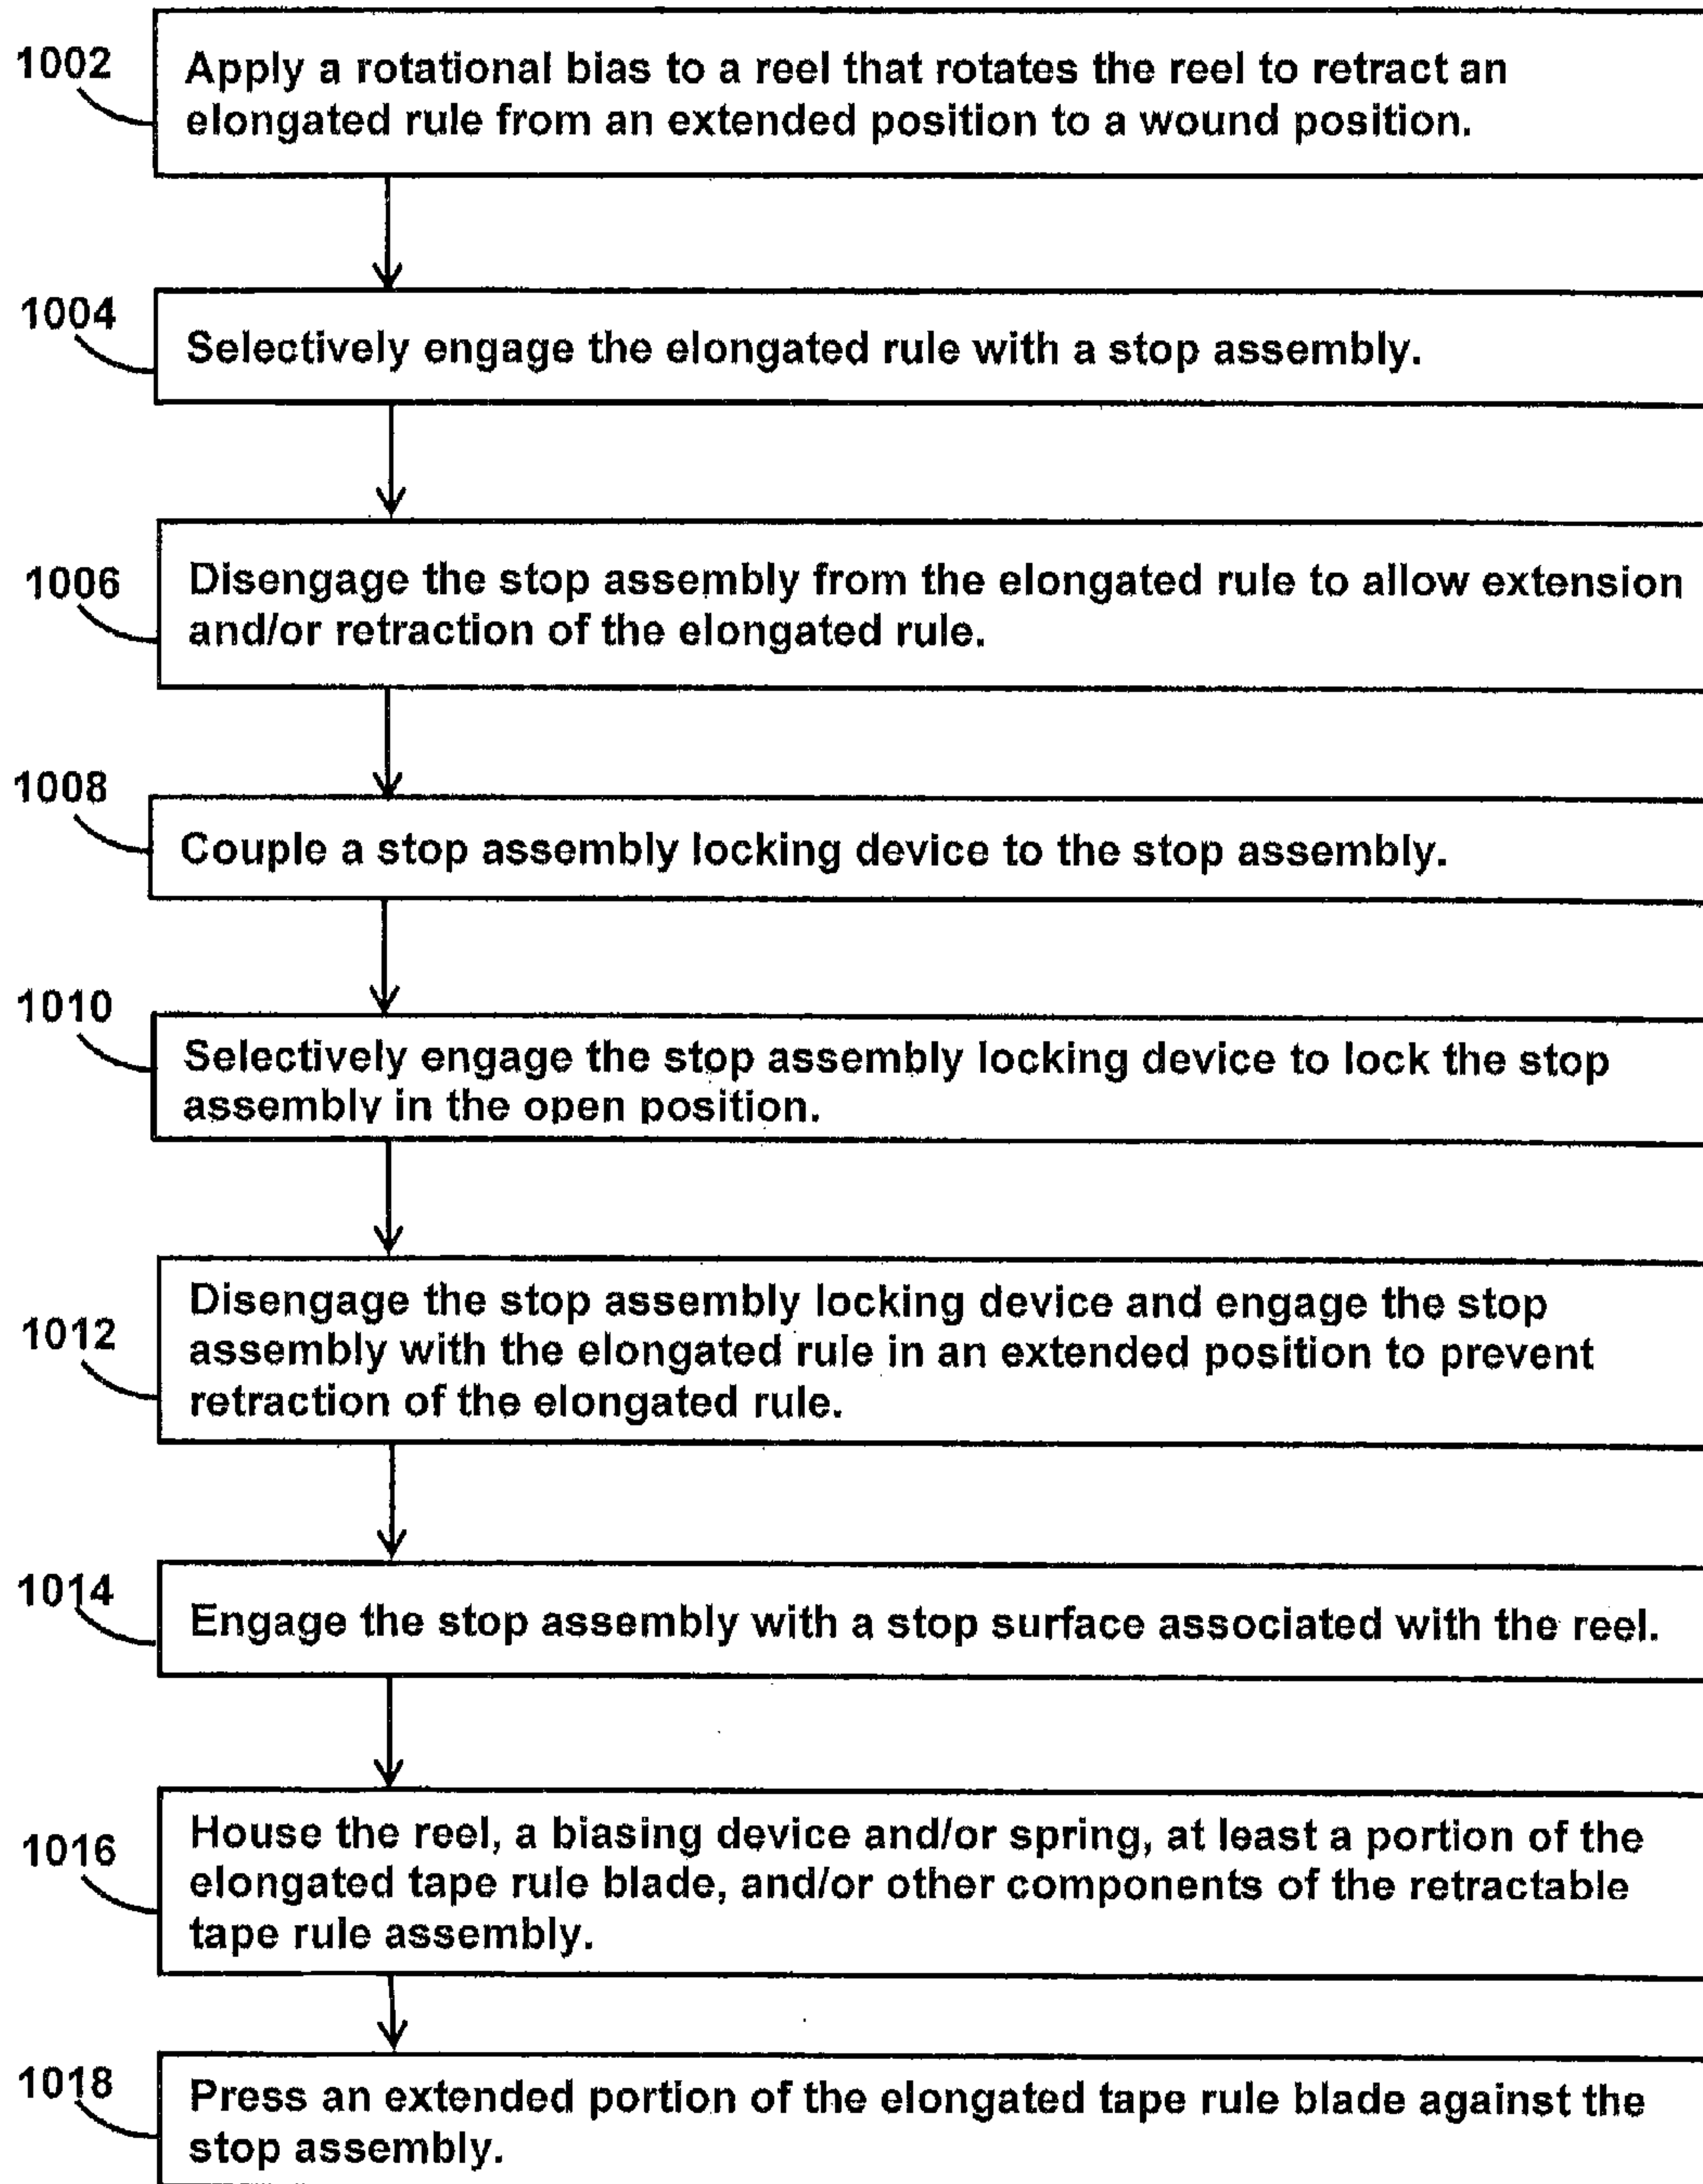 1002
Apply a rotational bias to a reel that rotates the reel to retract an
elongated rule from an extended position to a wound position.
1004
Selectively engage the elongated rule with a stop assembly.
1006
Disengage the stop assembly from the elongated rule to allow extension
and/or retraction of the elongated rule.
1008
Couple a stop assembly locking device to the stop assembly.
1010
Selectively engage the stop assembly locking device to lock the stop
assembly in the open position.
1012
Disengage the stop assembly locking device and engage the stop
assembly with the elongated rule in an extended position to prevent
retraction of the elongated rule.
1014
Engage the stop assembly with a stop surface associated with the reel.
1016
House the reel, a biasing device and/or spring, at least a portion of the
elongated tape rule blade, and/or other components of the retractable
tape rule assembly.
1018
Press an extended portion of the elongated tape rule blade against the
stop assembly.